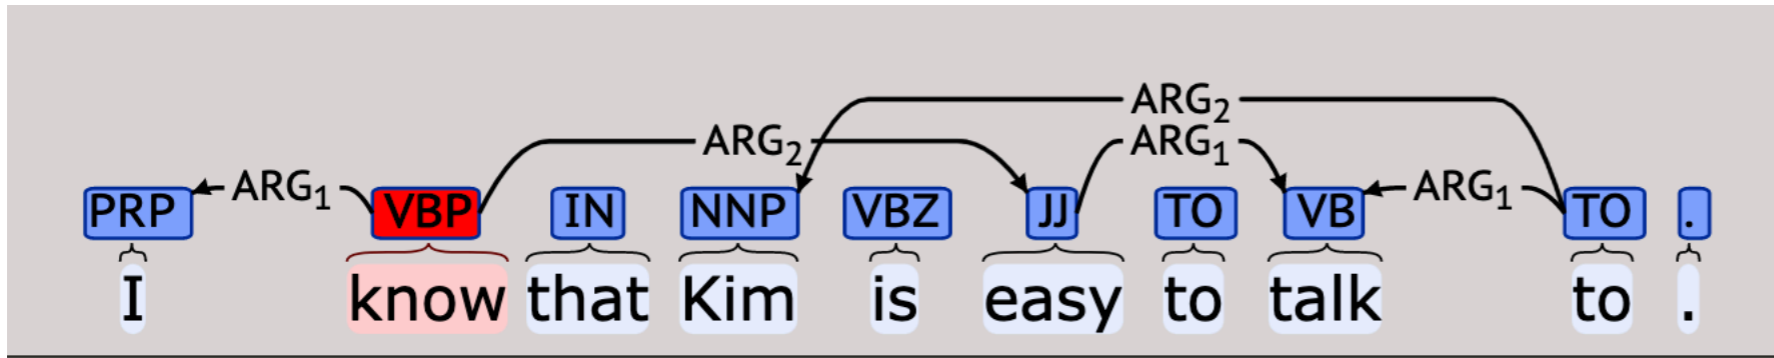 ARG2
ARG2 ARG1
ARG1 ARG1
PRP VBP IN NNP VBZ JJ TO VB TO .
I know that Kim is easy to talk to .